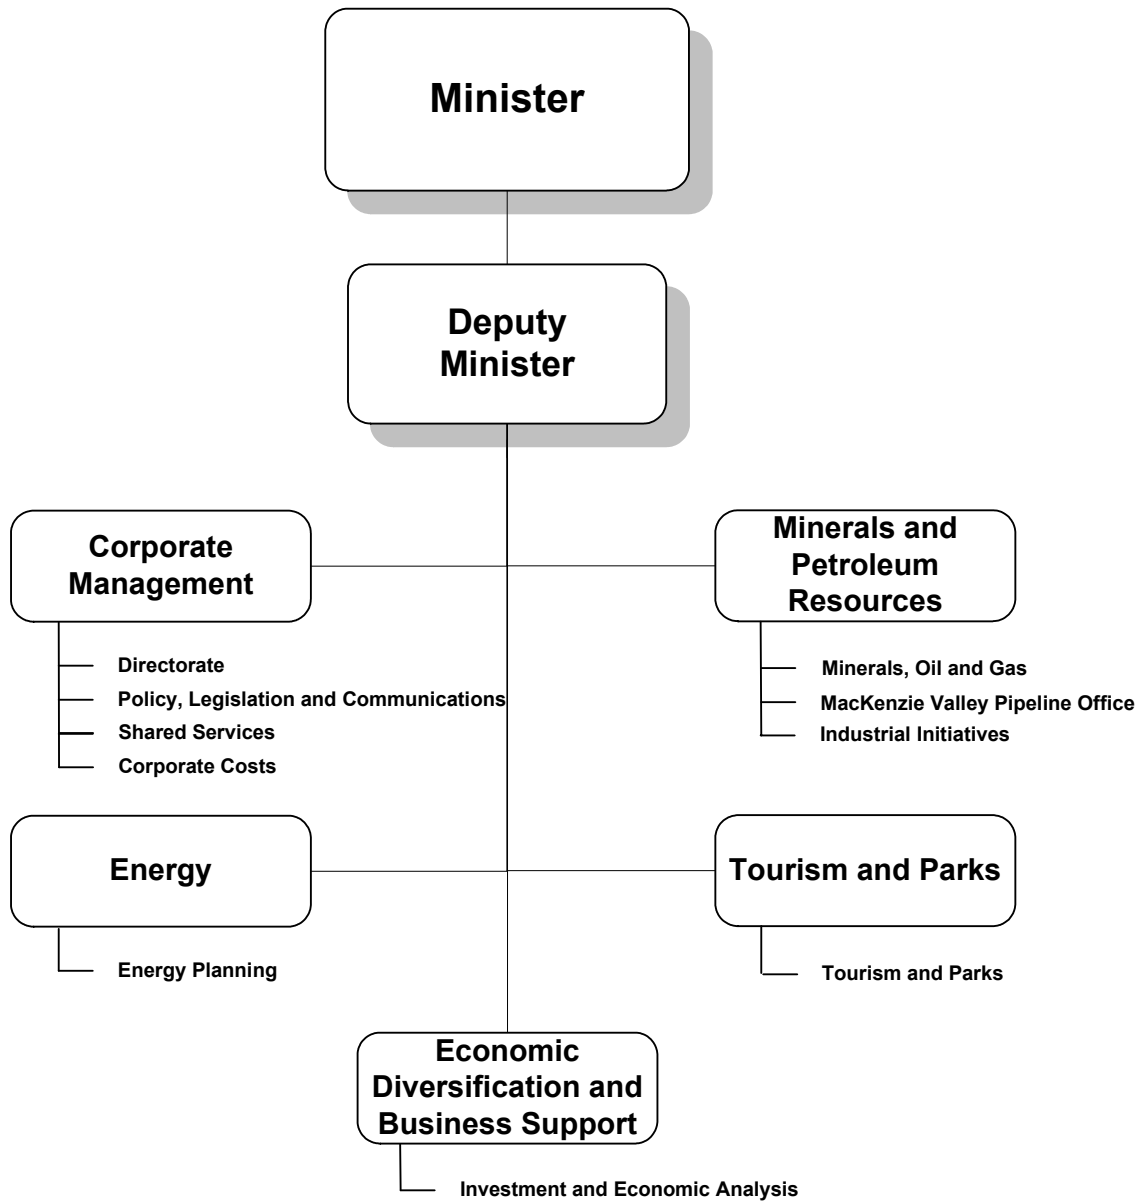 Minister
Deputy
Minister
Corporate
Management
Directorate
Policy, Legislation and Communications
Shared Services
Corporate Costs
Minerals and
Petroleum
Resources
Minerals, Oil and Gas
MacKenzie Valley Pipeline Office
Industrial Initiatives
Energy
Energy Planning
Tourism and Parks
Tourism and Parks
Economic
Diversification and
Business Support
Investment and Economic Analysis